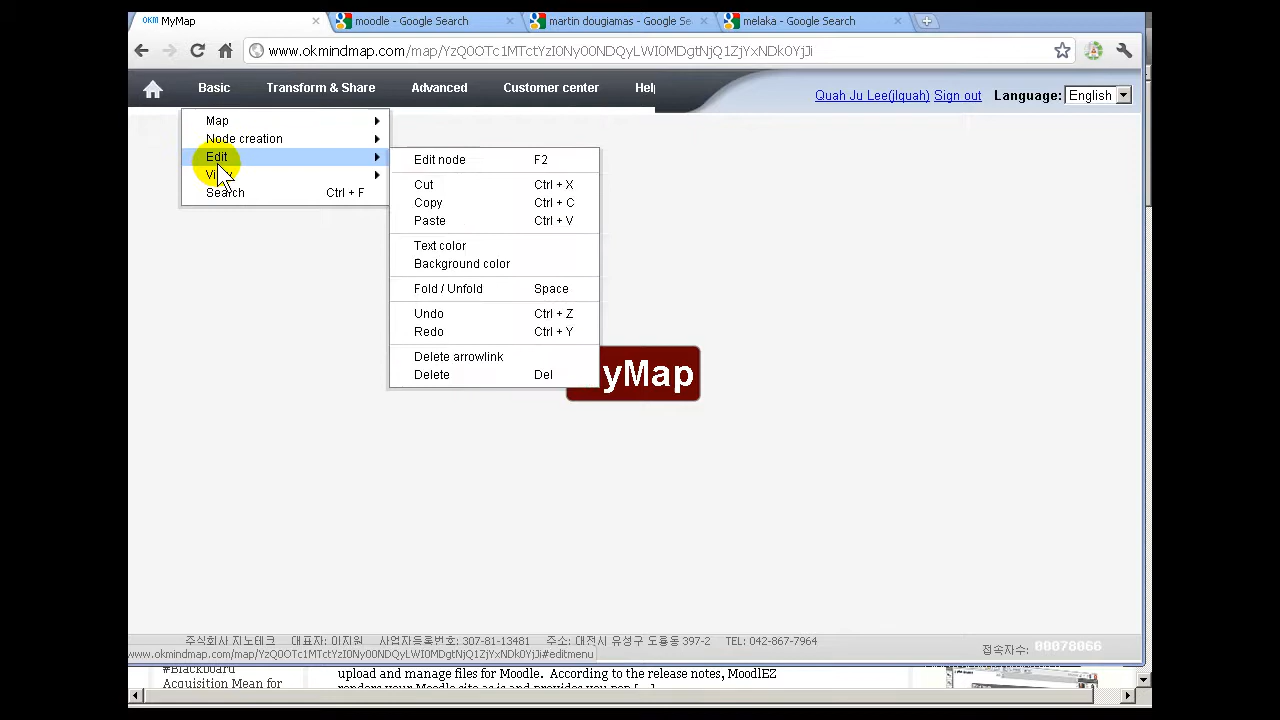 OKM MyMap
moodle - Google Search
martin dougiamas - Google Se
melaka - Google Search
www.okmindmap.com/map/YzQ0OTc1MTctYzI0Ny00NDQyLWI0MDgtNjQ1ZjYxNDk0YjJi
Basic Transform & Share Advanced Customer center Help
Quah Ju Lee(jlquah) Sign out Language: English
Map
Node creation
Edit
View
Search Ctrl + F
Edit node F2
Cut Ctrl + X
Copy Ctrl + C
Paste Ctrl + V
Text color
Background color
Fold / Unfold Space
Undo Ctrl + Z
Redo Ctrl + Y
Delete arrowlink
Delete Del
yMap
주식회사 지노테크 대표자: 이지원 사업자등록번호: 307-81-13481 주소: 대전시 유성구 도룡동 397-2 TEL: 042-867-7964
접속자수: 00078066
www.okmindmap.com/map/YzQ0OTc1MTctYzI0Ny00NDQyLWI0MDgtNjQ1ZjYxNDk0YjJi#editmenu
#Blackboard
Acquisition Mean for
upload and manage files for Moodle. According to the release notes, MoodlEZ